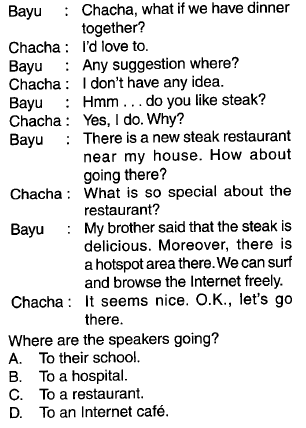 Bayu : Chacha, what if we have dinner
together?
Chacha : I'd love to.
Bayu : Any suggestion where?
Chacha : I don't have any idea.
Bayu : Hmm . . . do you like steak?
Chacha : Yes, I do. Why?
Bayu : There is a new steak restaurant
near my house. How about
going there?
Chacha : What is so special about the
restaurant?
Bayu : My brother said that the steak is
delicious. Moreover, there is
a hotspot area there. We can surf
and browse the Internet freely.
Chacha : It seems nice. O.K., let's go
there.
Where are the speakers going?
A. To their school.
B. To a hospital.
C. To a restaurant.
D. To an Internet café.